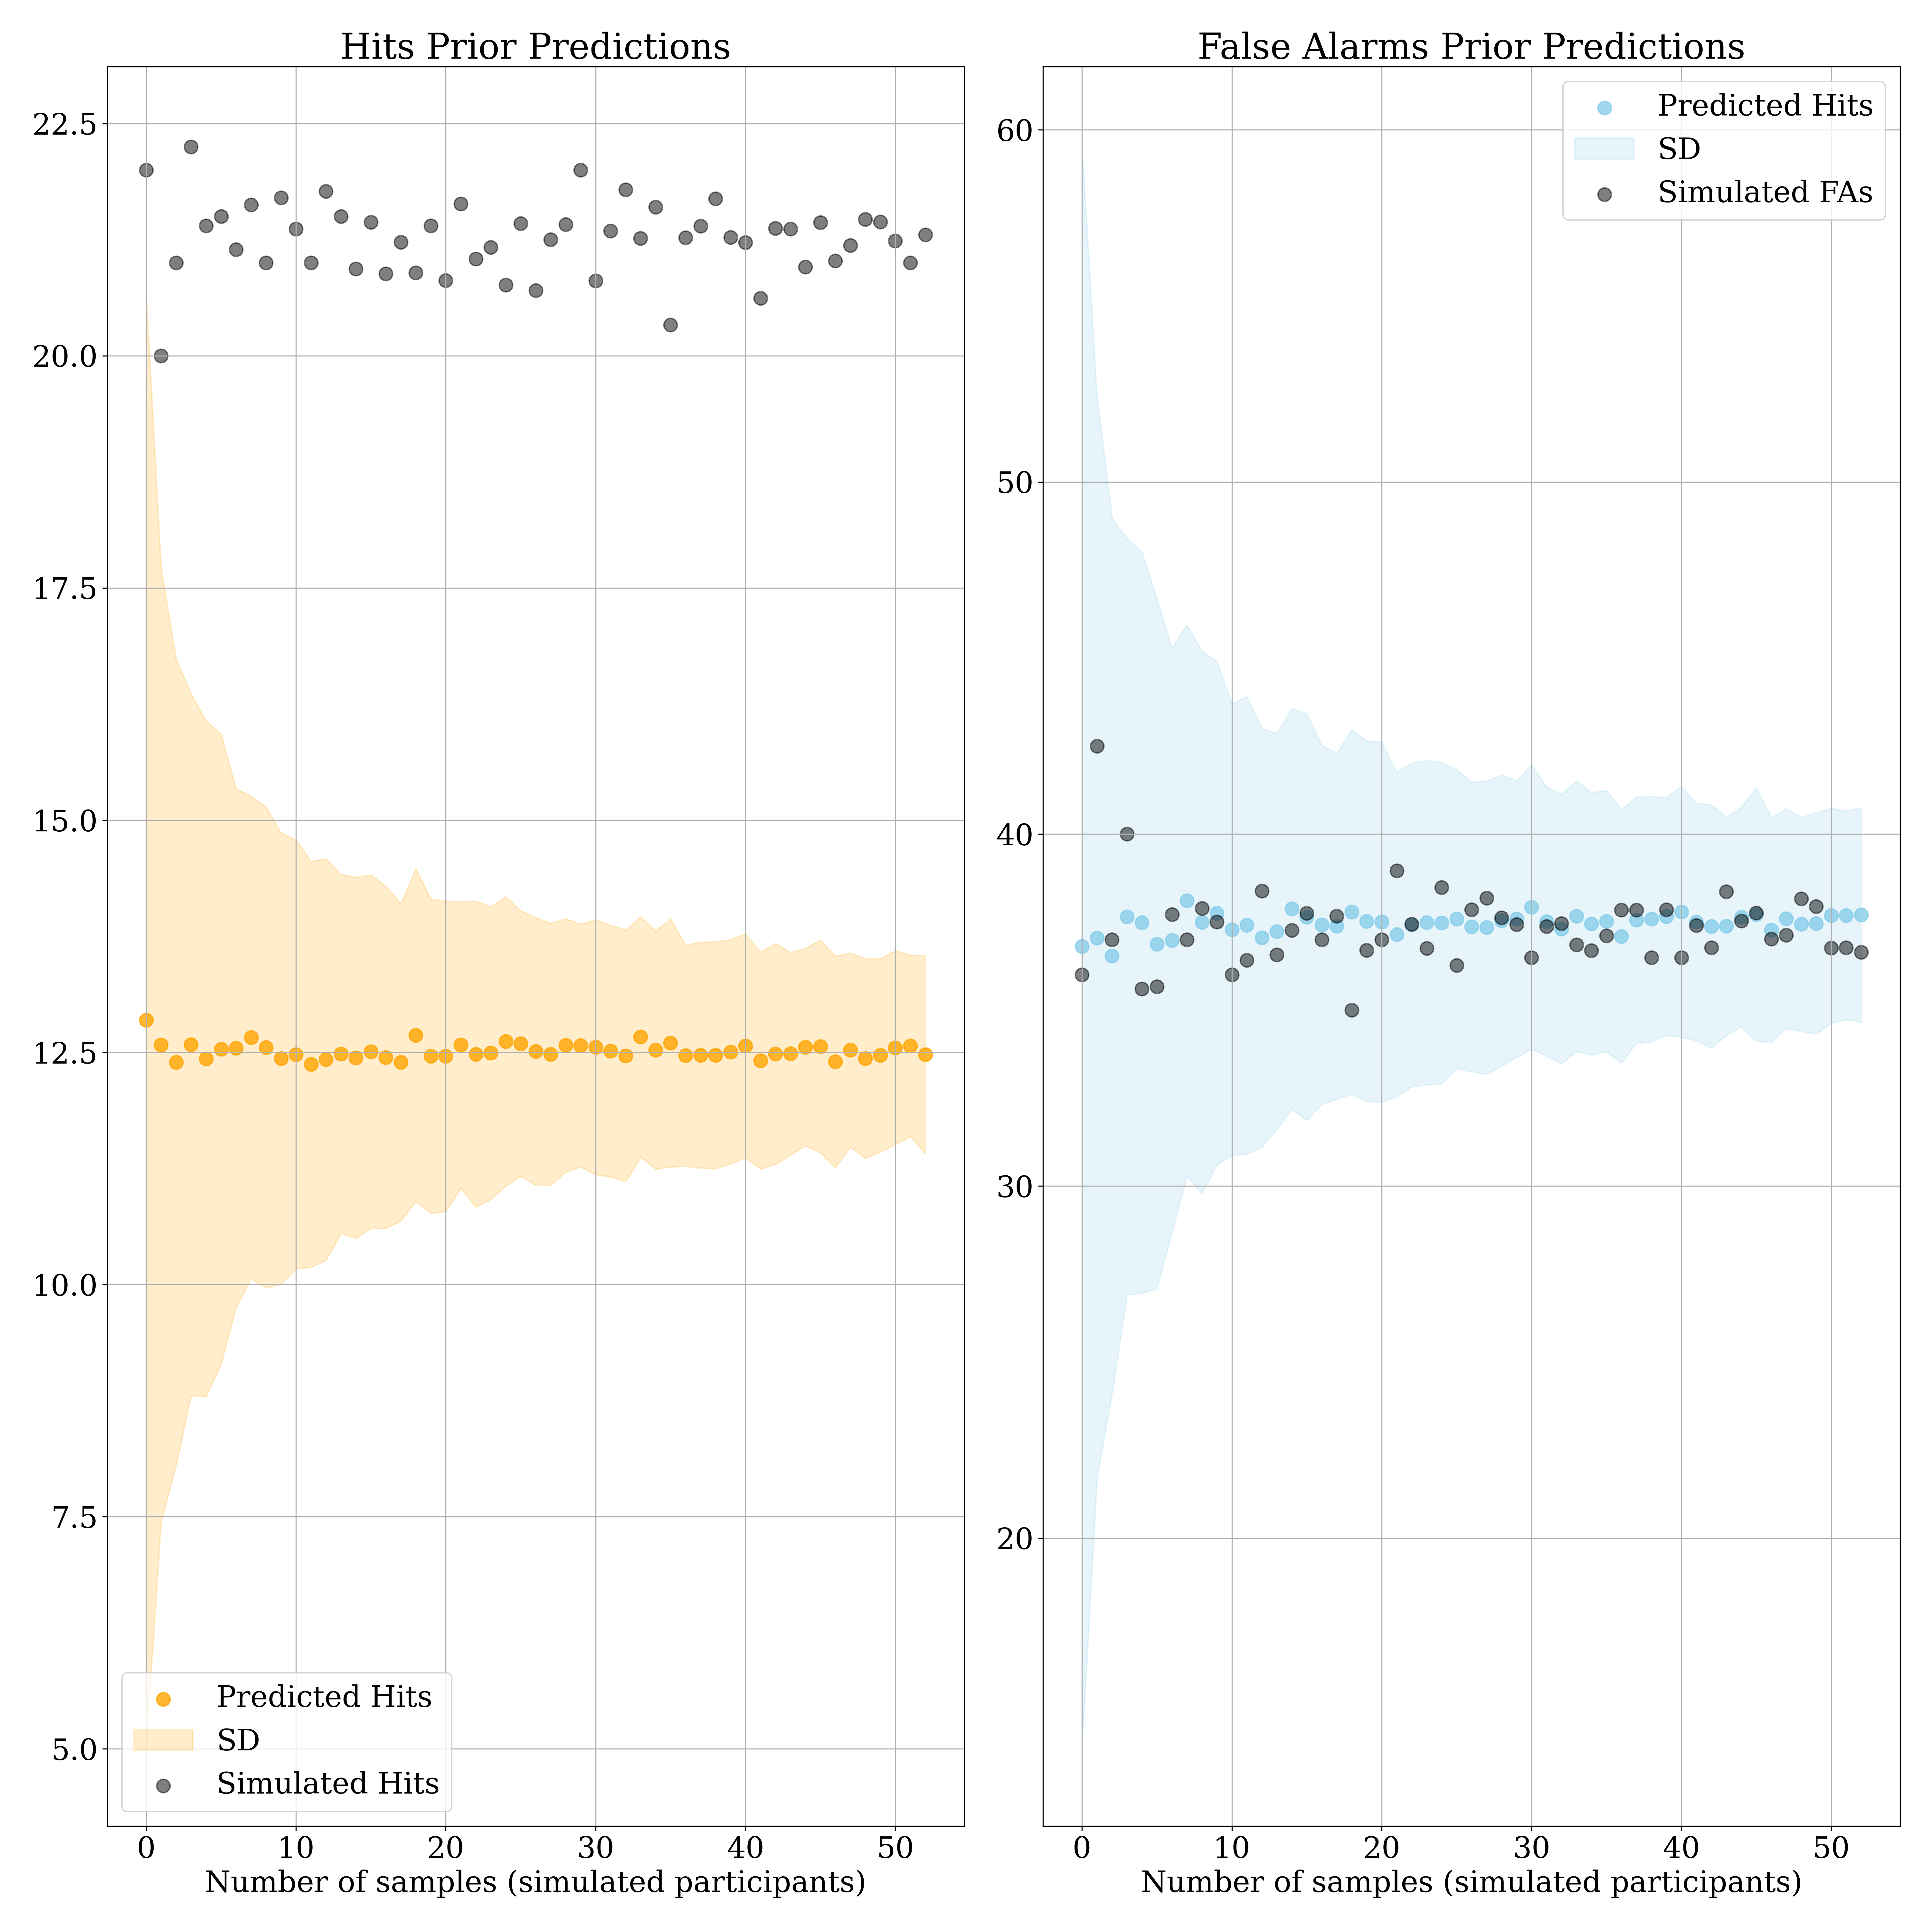 Hits Prior Predictions
22.5
20.0
17.5
15.0
12.5
10.0
7.5
5.0
Predicted Hits
SD
Simulated Hits
0 10 20 30 40 50
Number of samples (simulated participants)
False Alarms Prior Predictions
60
50
40
30
20
Predicted Hits
SD
Simulated FAs
0 10 20 30 40 50
Number of samples (simulated participants)